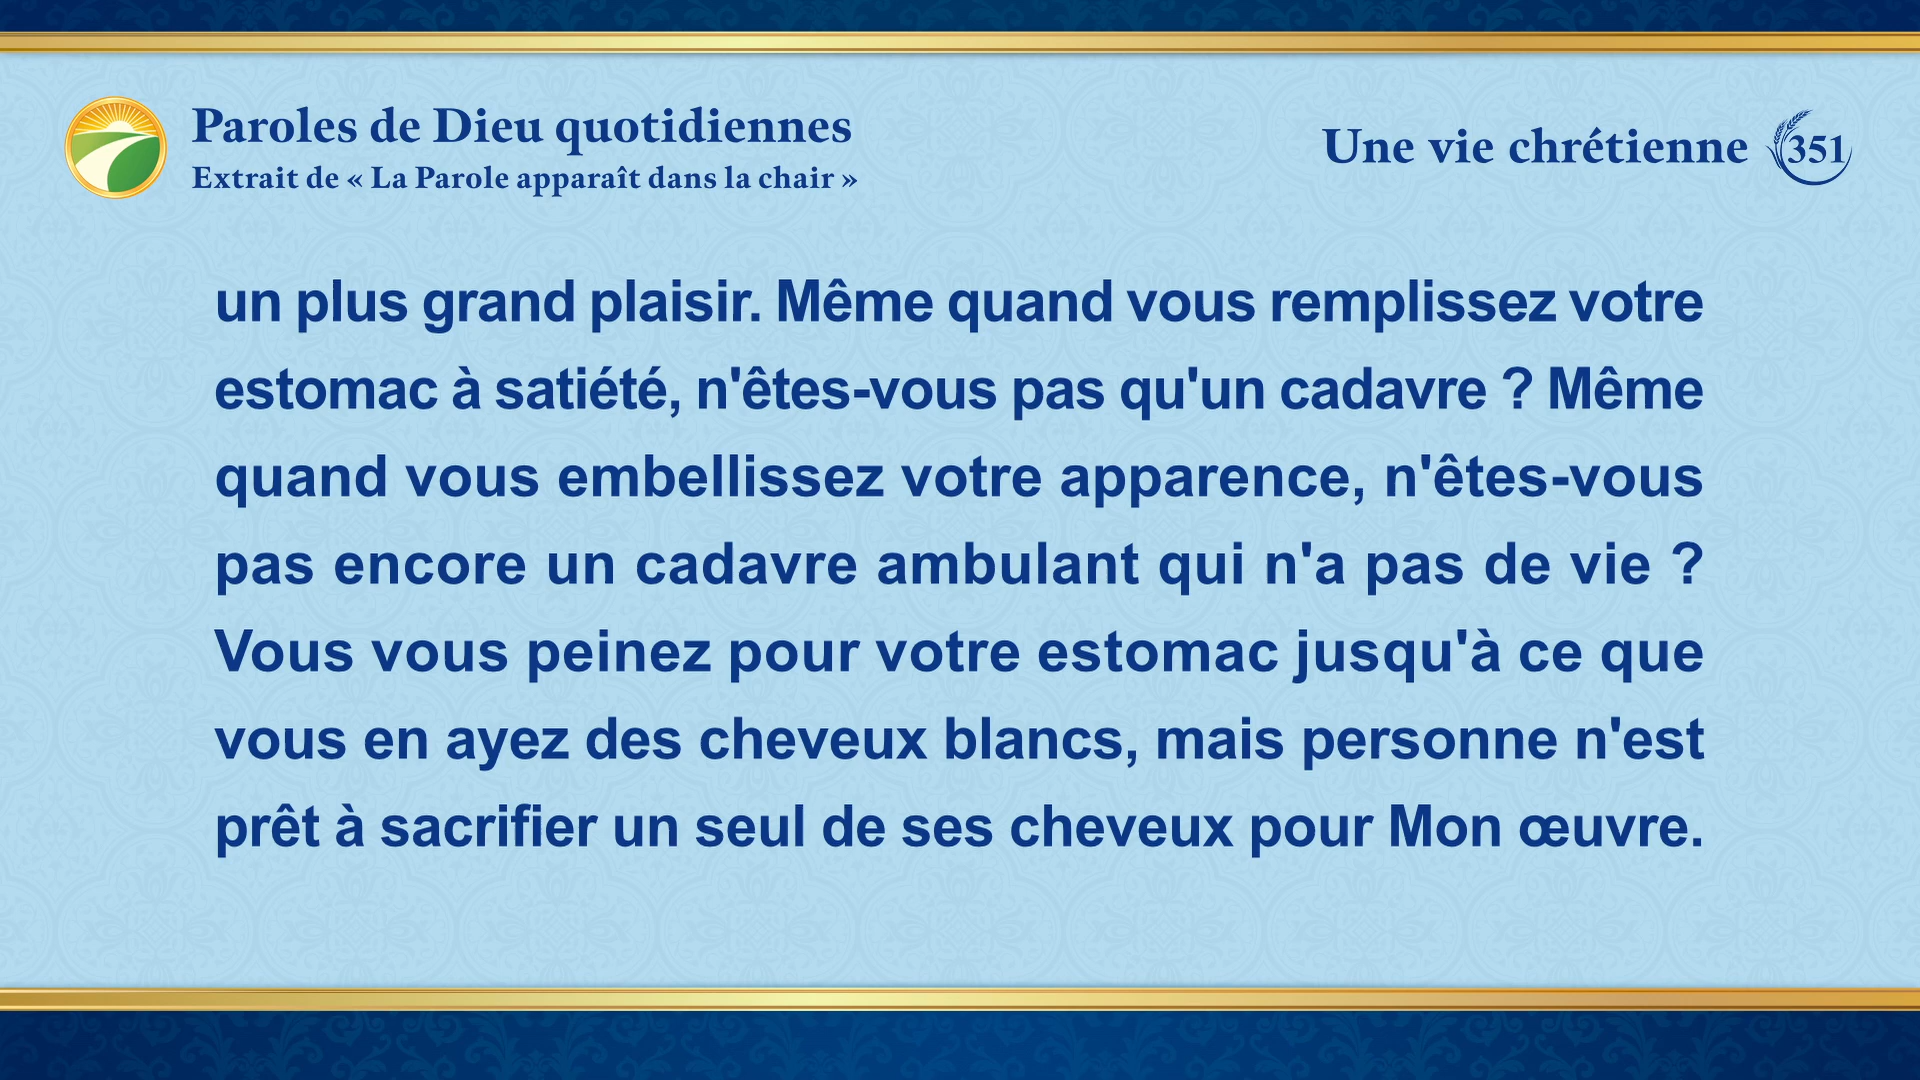 Paroles de Dieu quotidiennes
Extrait de « La Parole apparaît dans la chair »
Une vie chrétienne 351
un plus grand plaisir. Même quand vous remplissez votre
estomac à satiété, n'êtes-vous pas qu'un cadavre ? Même
quand vous embellissez votre apparence, n'êtes-vous
pas encore un cadavre ambulant qui n'a pas de vie ?
Vous vous peinez pour votre estomac jusqu'à ce que
vous en ayez des cheveux blancs, mais personne n'est
prêt à sacrifier un seul de ses cheveux pour Mon œuvre.